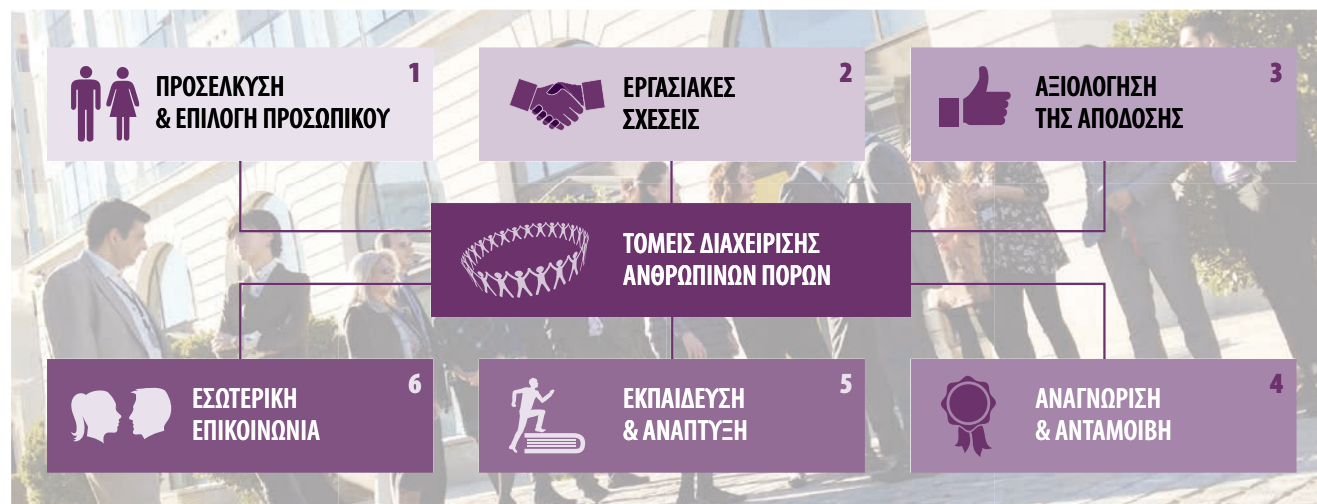 1
ΠΡΟΣΕΛΚΥΣΗ
& ΕΠΙΛΟΓΗ ΠΡΟΣΩΠΙΚΟΥ
2
ΕΡΓΑΣΙΑΚΕΣ
ΣΧΕΣΕΙΣ
3
ΑΞΙΟΛΟΓΗΣΗ
ΤΗΣ ΑΠΟΔΟΣΗΣ
ΤΟΜΕΙΣ ΔΙΑΧΕΙΡΙΣΗΣ
ΑΝΘΡΩΠΙΝΩΝ ΠΟΡΩΝ
6
ΕΣΩΤΕΡΙΚΗ
ΕΠΙΚΟΙΝΩΝΙΑ
5
ΕΚΠΑΙΔΕΥΣΗ
& ΑΝΑΠΤΥΞΗ
4
ΑΝΑΓΝΩΡΙΣΗ
& ΑΝΤΑΜΟΙΒΗ